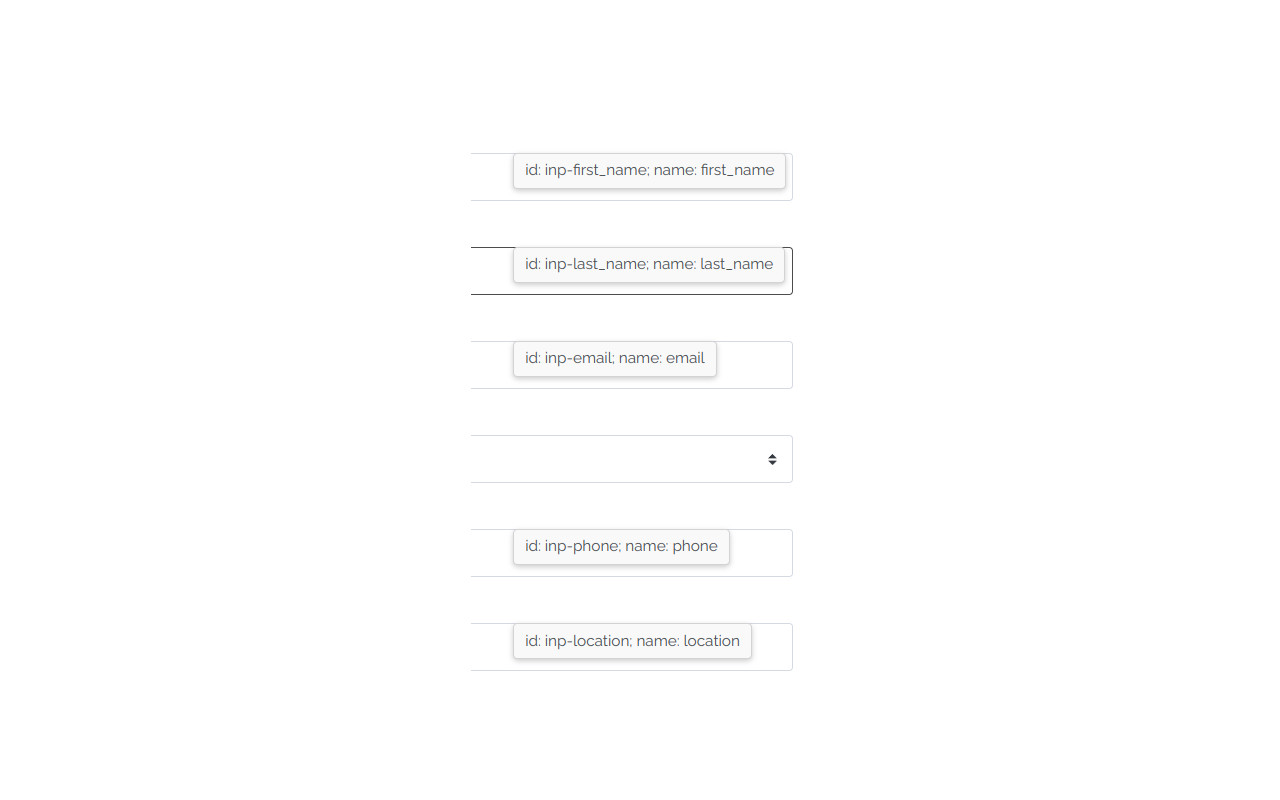 id: inp-first_name; name: first_name
id: inp-last_name; name: last_name
id: inp-email; name: email
id: inp-phone; name: phone
id: inp-location; name: location